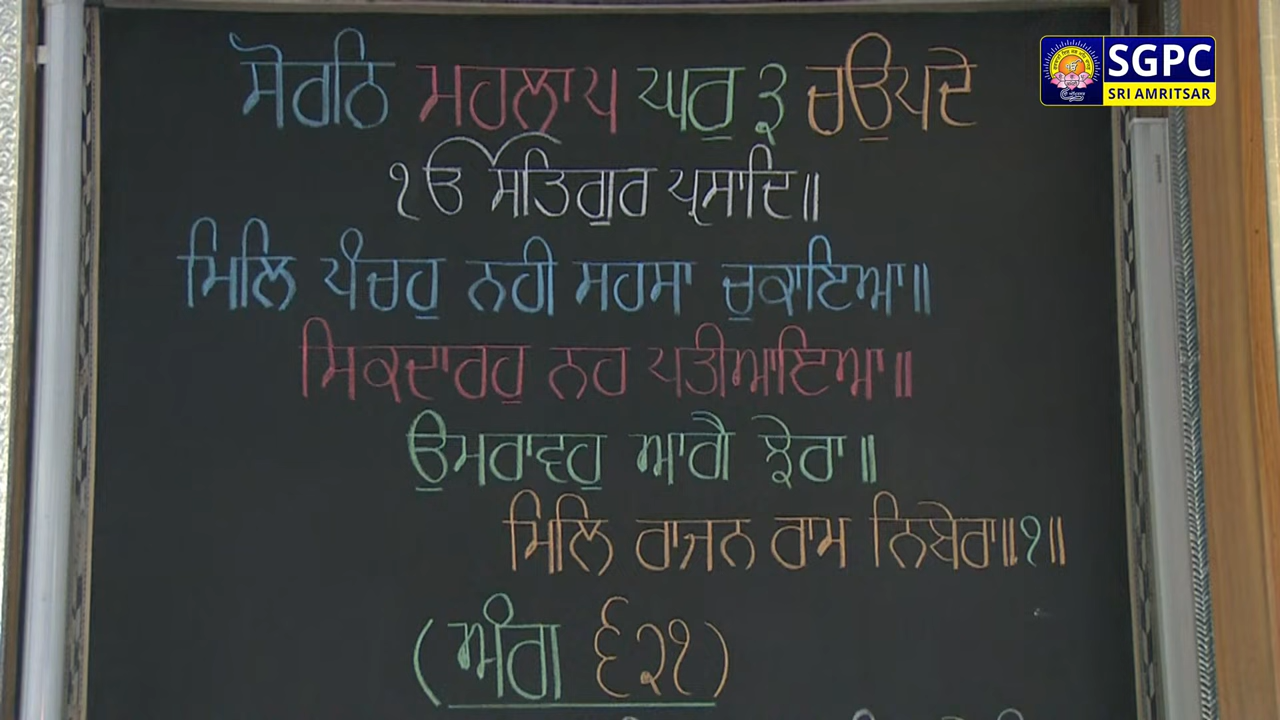 ਸੋਰਠਿ ਮਹਲਾ ੫ ਘਰੁ ੩ ਚਉਪਦੇ
ੴ ਸਤਿਗੁਰ ਪ੍ਰਸਾਦਿ॥
ਮਿਲਿ ਪੰਚਹੁ ਨਹੀ ਸਹਸਾ ਚੁਕਾਇਆ॥
ਸਿਕਦਾਰਹੁ ਨਹ ਪਤੀਆਇਆ॥
ਉਮਰਾਵਹੁ ਆਗੈ ਝੇਰਾ॥
ਮਿਲਿ ਰਾਜਨ ਰਾਮ ਨਿਬੇਰਾ॥੧॥
(ਅੰਗ ੬੨੧)
SGPC
SRI AMRITSAR